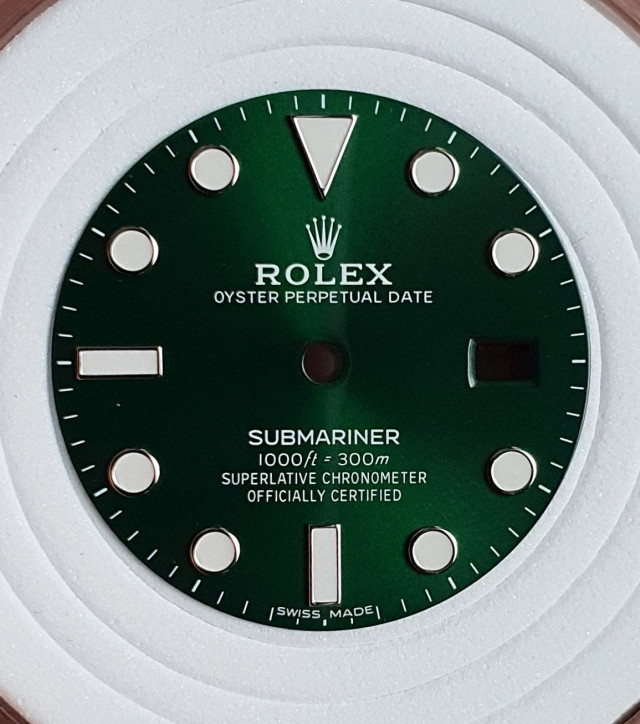 ROLEX
OYSTER PERPETUAL DATE
SUBMARINER
1000ft = 300m
SUPERLATIVE CHRONOMETER
OFFICIALLY CERTIFIED
SWISS MADE